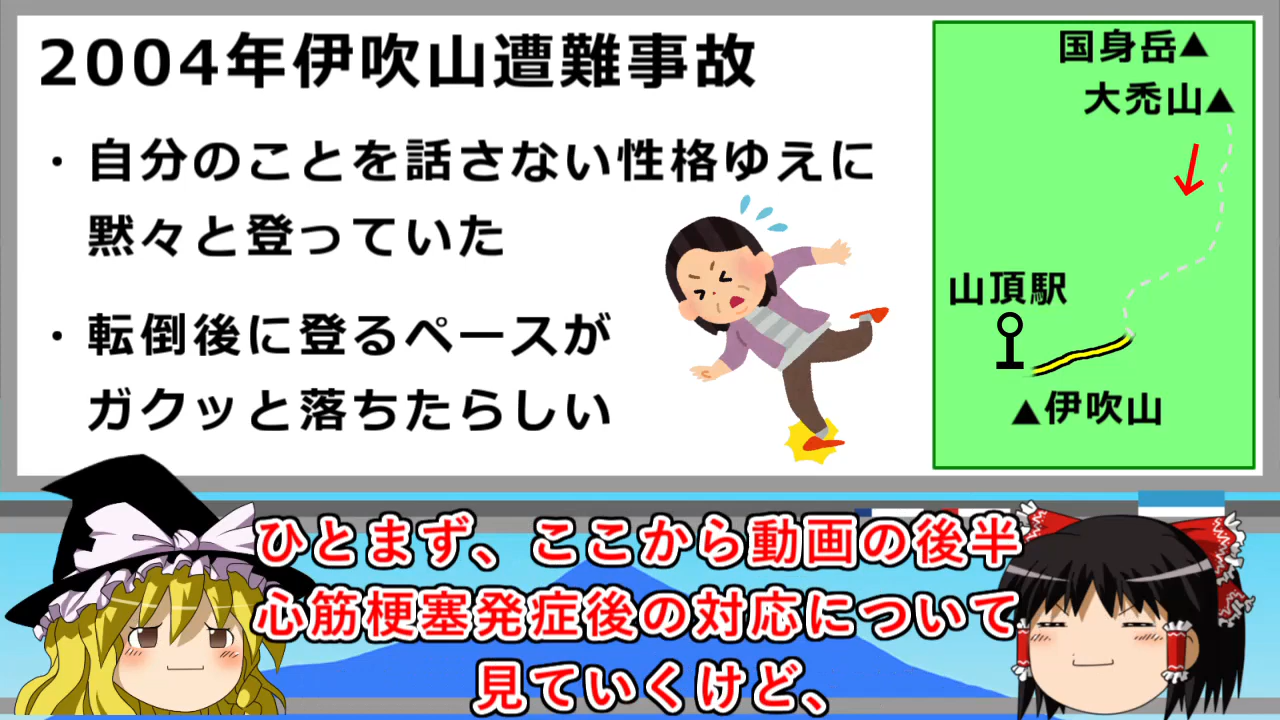 2004年伊吹山遭難事故
・自分のことを話さない性格ゆえに
黙々と登っていた
・転倒後に登るペースが
ガクッと落ちたらしい
国身岳▲
大禿山▲
山頂駅
▲伊吹山
ひとまず、ここから動画の後半
心筋梗塞発症後の対応について
見ていくけど、